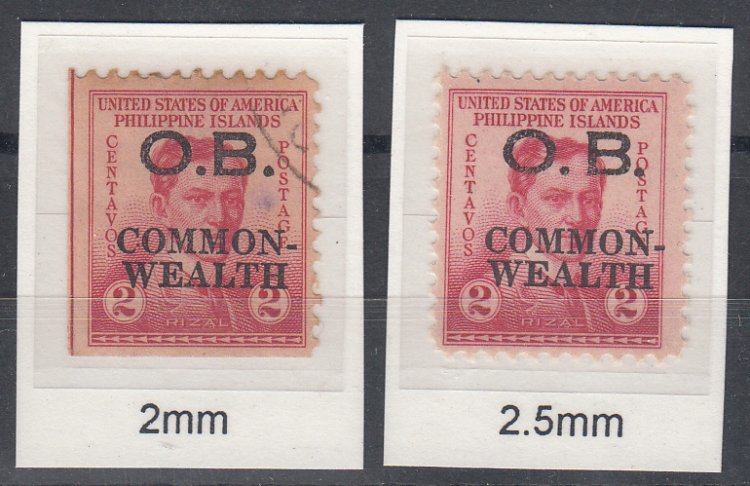 UNITED STATES OF AMERICA
PHILIPPINE ISLANDS
CENTAVOS
O.B.
POSTAGE
COMMON-
WEALTH
2 RIZAL 2
2mm
UNITED STATES OF AMERICA
PHILIPPINE ISLANDS
CENTAVOS
O. B.
POSTAGE
COMMON-
WEALTH
2 RIZAL 2
2.5mm